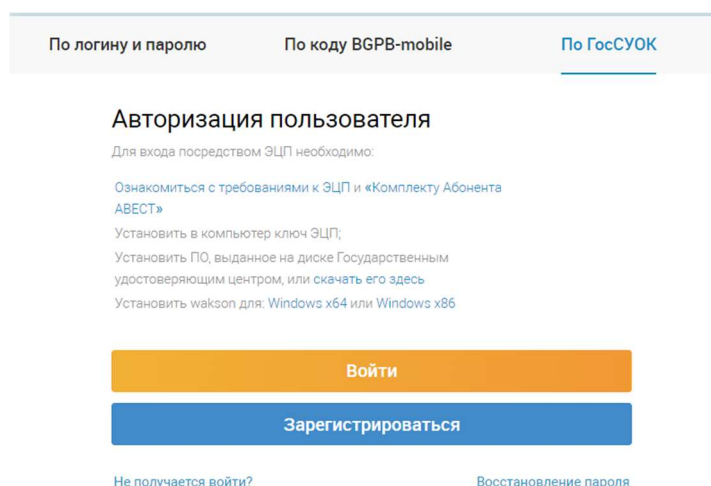 По логину и паролю По коду BGPB-mobile По ГосСУОК
Авторизация пользователя
Для входа посредством ЭЦП необходимо:
Ознакомиться с требованиями к ЭЦП и «Комплекту Абонента
АВЕСТ»
Установить в компьютер ключ ЭЦП;
Установить ПО, выданное на диске Государственным
удостоверяющим центром, или скачать его здесь
Установить wakson для: Windows x64 или Windows x86
Войти
Зарегистрироваться
Не получается войти? Восстановление пароля